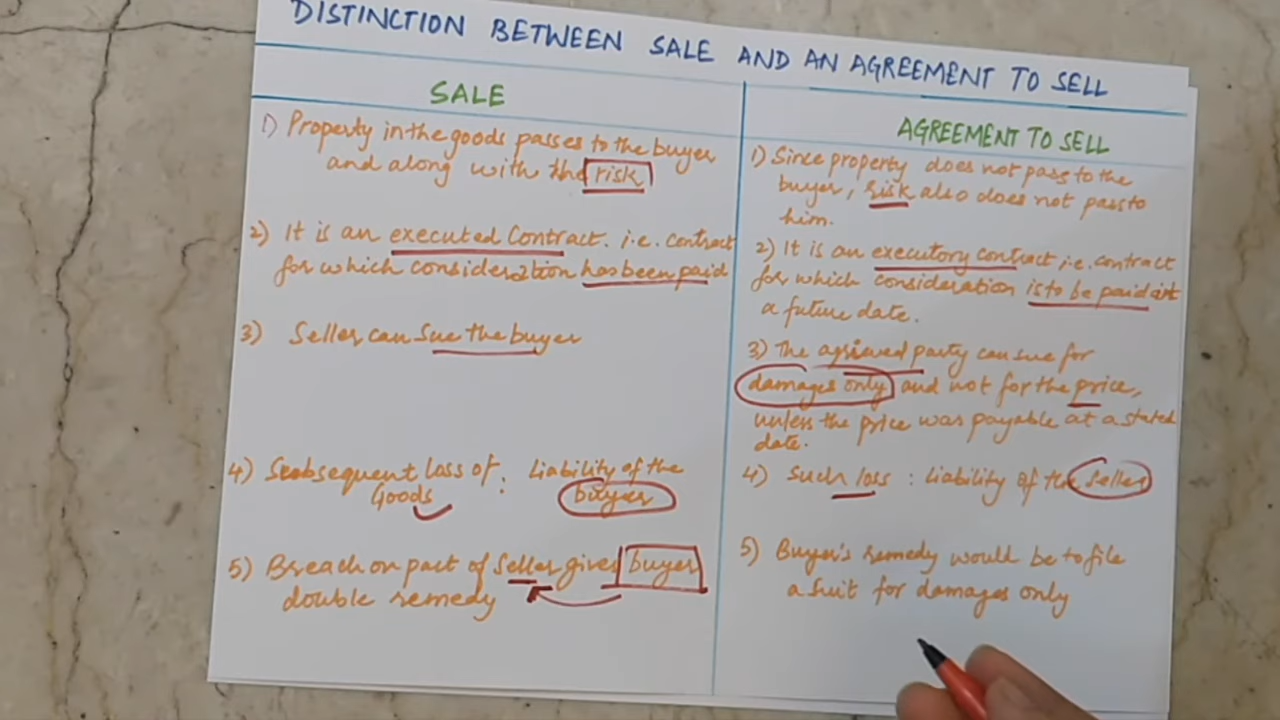 DISTINCTION BETWEEN SALE AND AN AGREEMENT TO SELL
SALE
1) Property in the goods passes to the buyer
and along with the risk
2) It is an executed Contract. i.e. contract
for which consideration has been paid
3) Seller can sue the buyer
4) Subsequent loss of : Liability of the
Goods buyer
5) Breach on part of Seller gives buyer
double remedy
AGREEMENT TO SELL
1) Since property does not pass to the
buyer, risk also does not pass to
him.
2) It is an executory contract i.e. contract
for which consideration is to be paid at
a future date.
3) The agrieved party can sue for
damages only and not for the price,
unless the price was payable at a stated
date.
4) Such loss : Liability of the Seller
5) Buyer's remedy would be to file
a suit for damages only